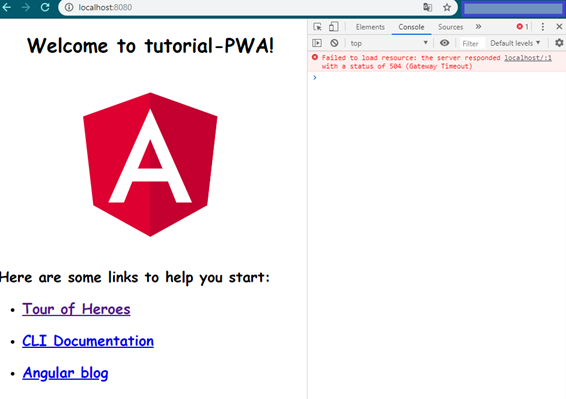 localhost:8080
Welcome to tutorial-PWA!
A
Here are some links to help you start:
Tour of Heroes
CLI Documentation
Angular blog
Elements Console Sources » 1
top Filter Default levels
Failed to load resource: the server responded localhost/:1
with a status of 504 (Gateway Timeout)